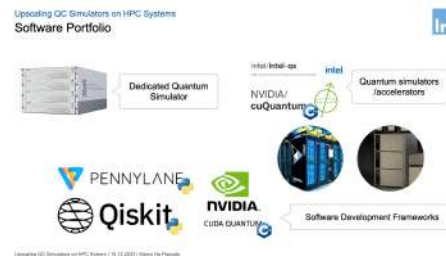 Upscaling QC Simulators on HPC Systems
Software Portfolio
Dedicated Quantum
Simulator
intel/intel-qs
intel
NVIDIA/
cuQuantum
Quantum simulators
/accelerators
PENNYLANE
Qiskit
NVIDIA.
CUDA QUANTUM
Software Development Frameworks
Upscaling QC Simulators on HPC Systems |